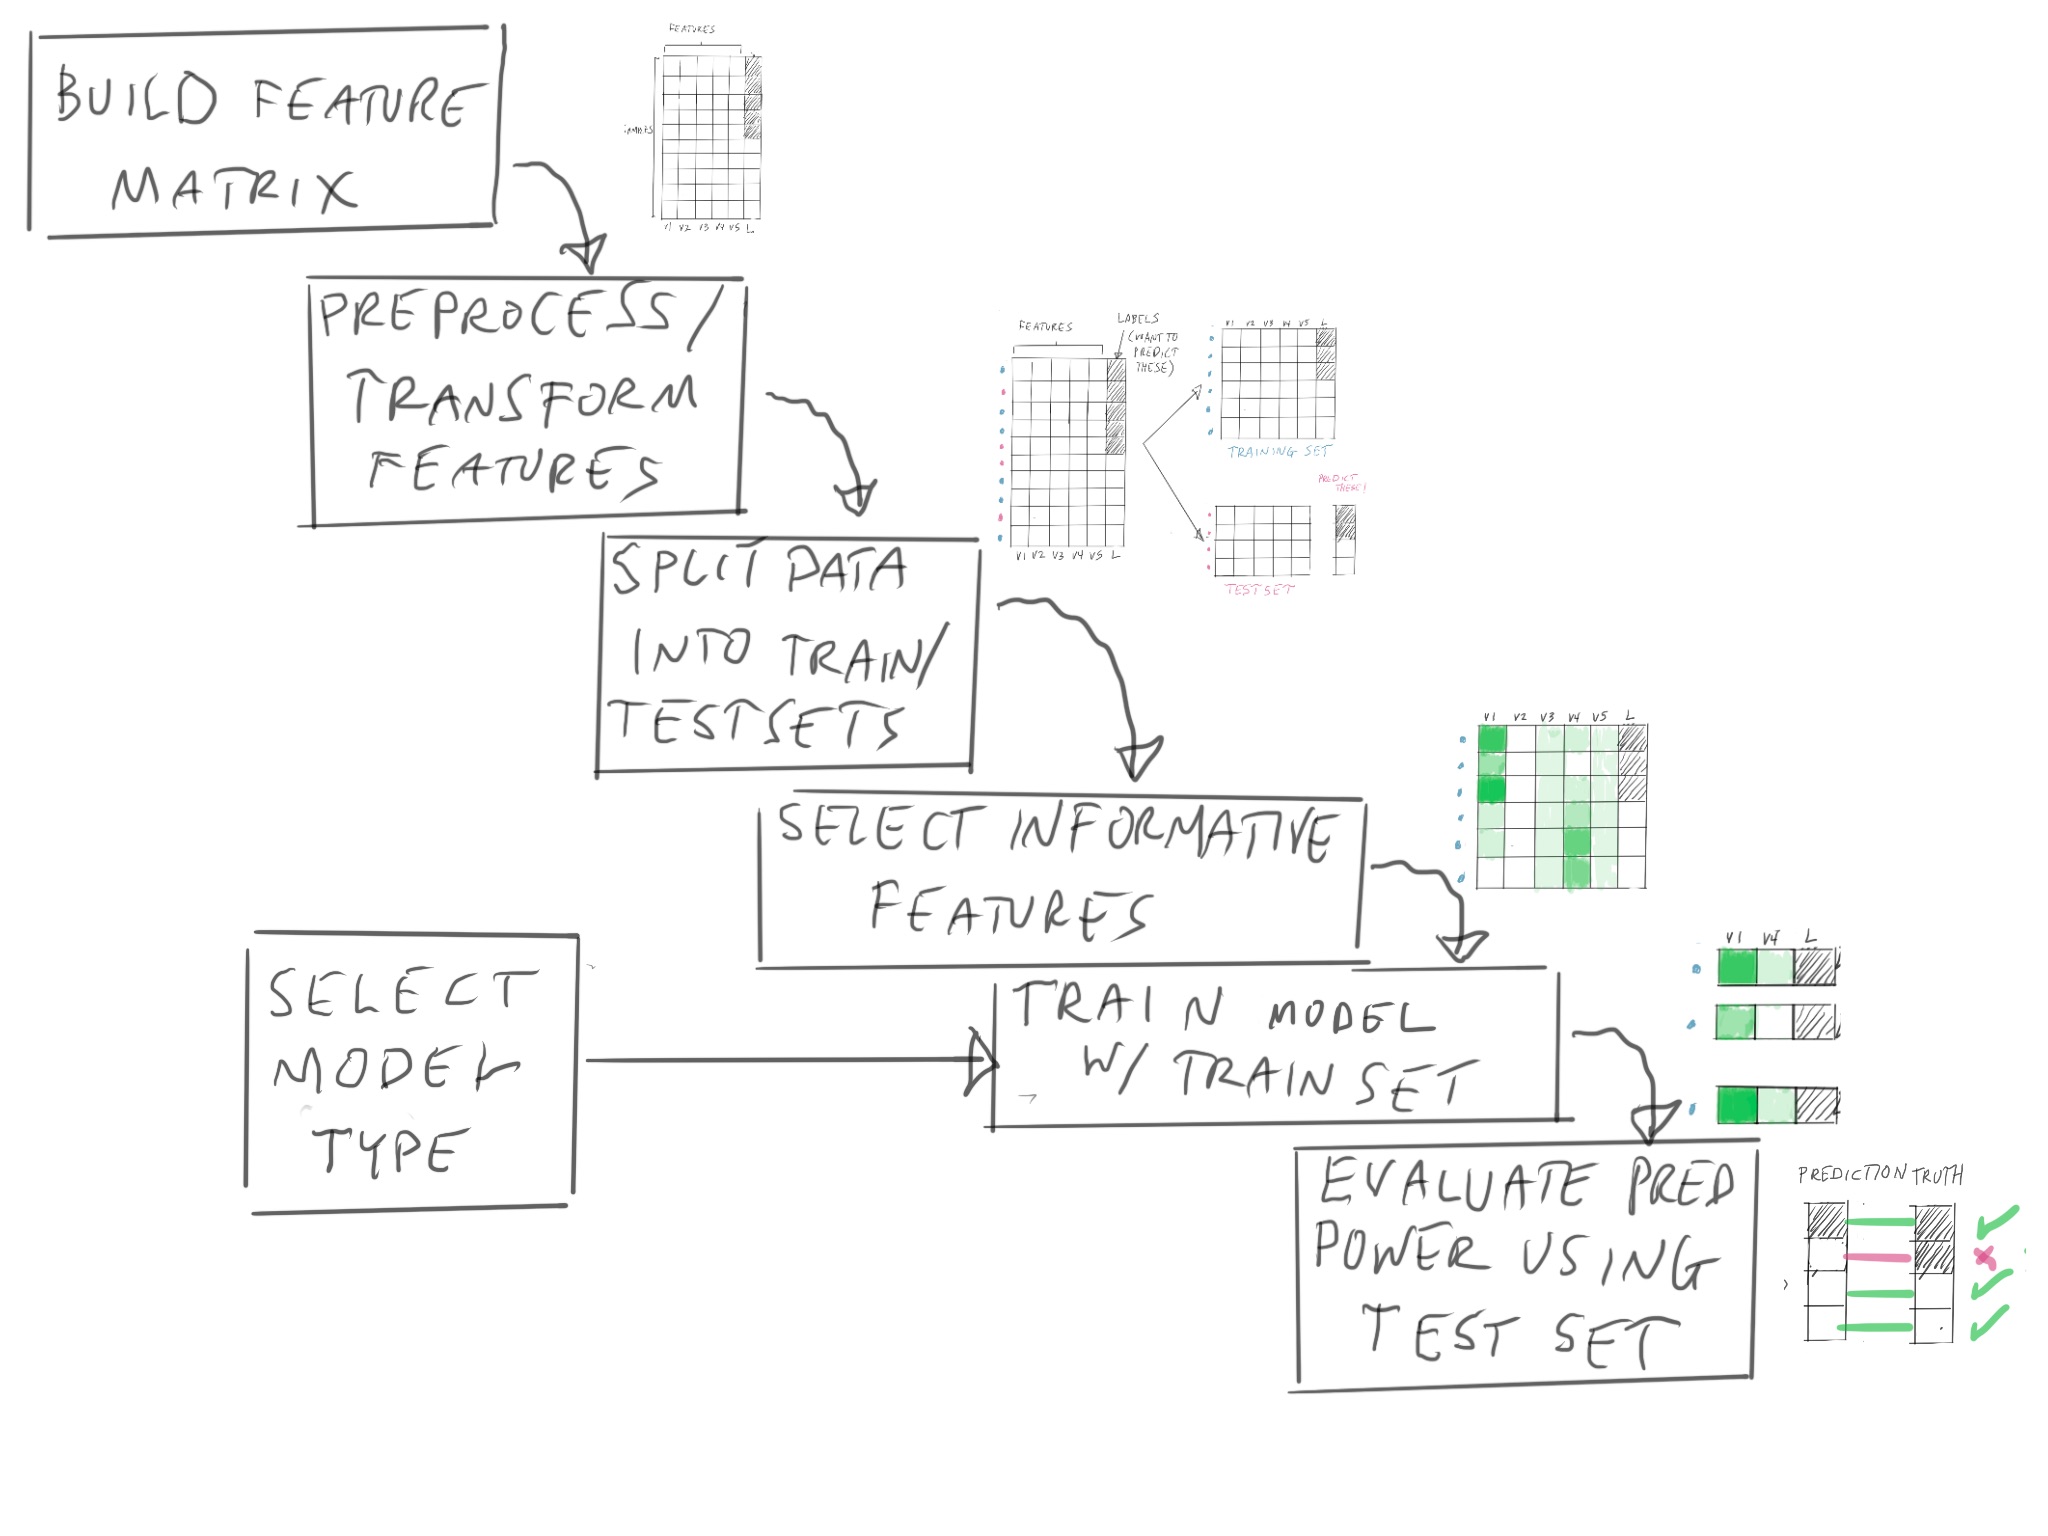 BUILD FEATURE
MATRIX
FEATURES
V1 V2 V3 V4 V5 L
PREPROCESS/
TRANSFORM
FEATURES
FEATURES
LABELS
(WANT TO
PREDICT
THESE)
V1 V2 V3 V4 V5 L
V1 V2 V3 V4 V5 L
TRAINING SET
PREDICT
THESE!
TEST SET
SPLIT DATA
INTO TRAIN/
TEST SETS
V1 V2 V3 V4 V5 L
SELECT INFORMATIVE
FEATURES
SELECT
MODEL
TYPE
TRAIN MODEL
W/ TRAIN SET
V1 V4 L
EVALUATE PRED
POWER USING
TEST SET
PREDICTION TRUTH